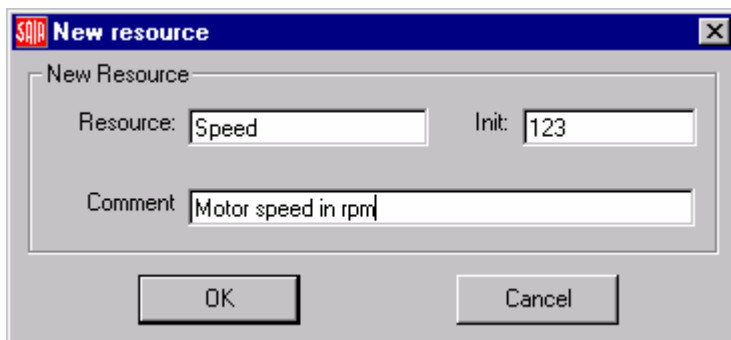 SAIA New resource
New Resource
Resource: Speed Init: 123
Comment Motor speed in rpm
OK Cancel